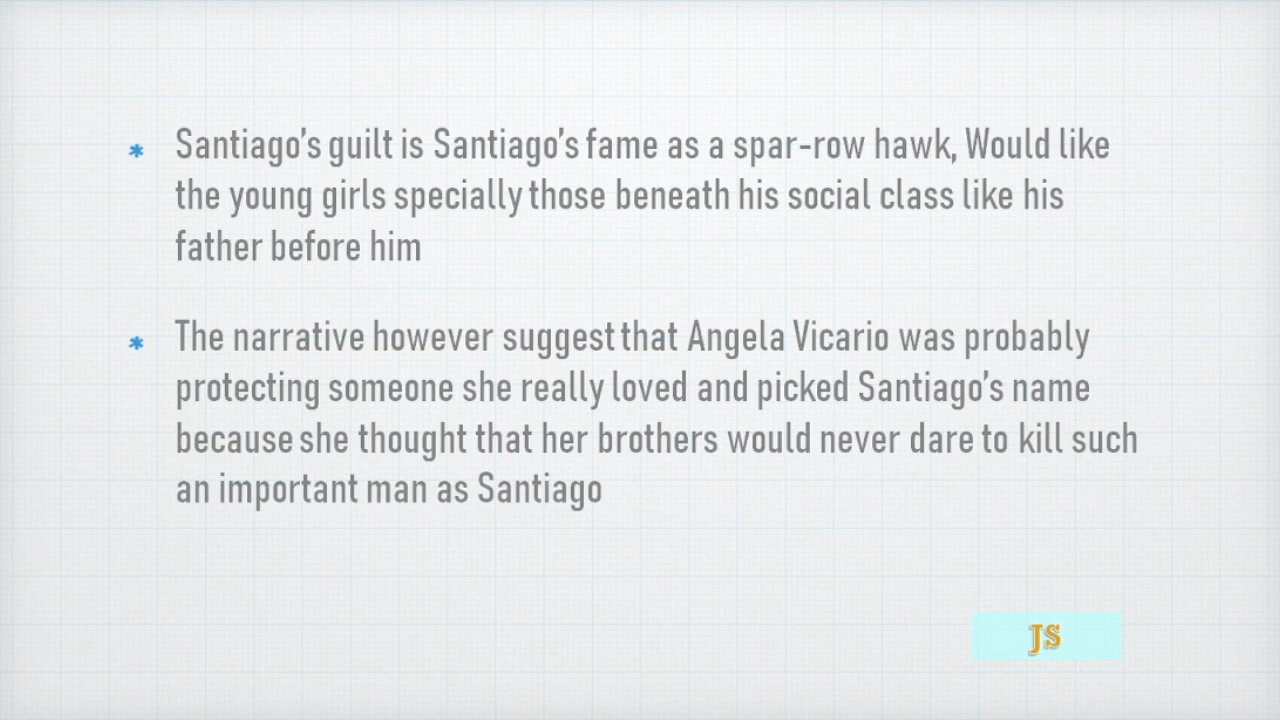 * Santiago's guilt is Santiago's fame as a spar-row hawk, Would like
the young girls specially those beneath his social class like his
father before him
* The narrative however suggest that Angela Vicario was probably
protecting someone she really loved and picked Santiago's name
because she thought that her brothers would never dare to kill such
an important man as Santiago
JS